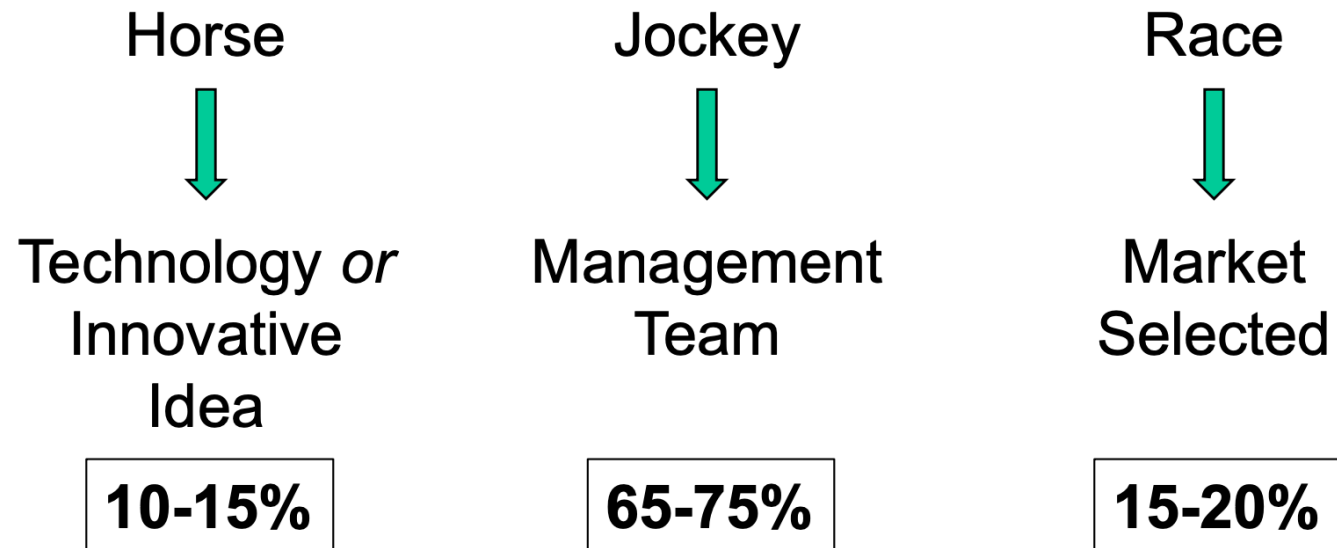 Horse
Jockey
Race
Technology or
Innovative
Idea
Management
Team
Market
Selected
10-15%
65-75%
15-20%